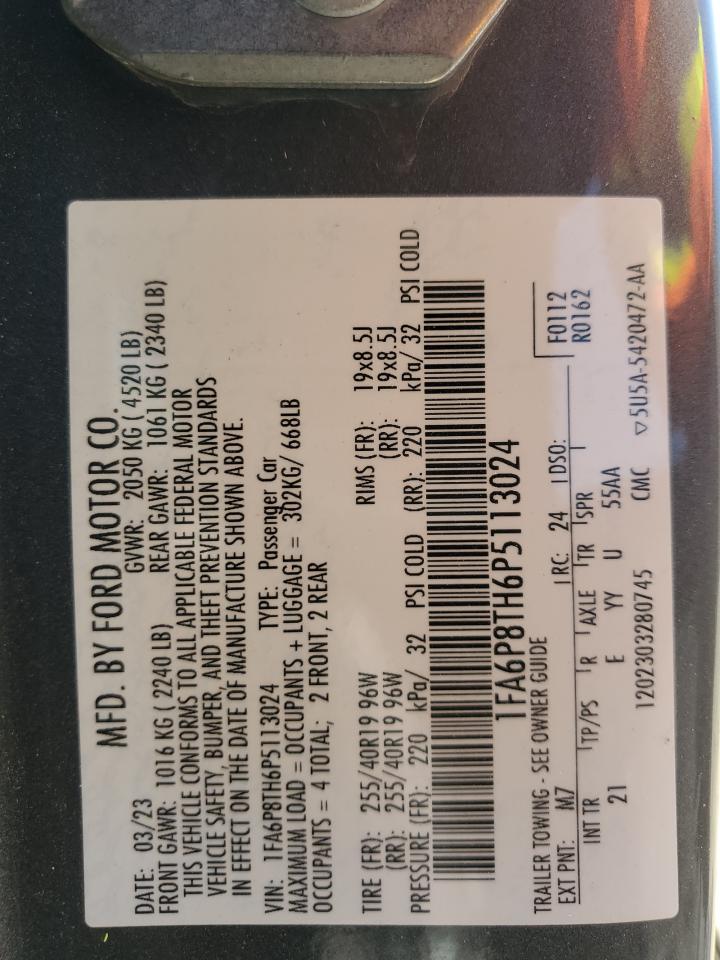 MFD. BY FORD MOTOR CO.
DATE: 03/23 GVWR: 2050 KG ( 4520 LB)
FRONT GAWR: 1016 KG ( 2240 LB) REAR GAWR: 1061 KG ( 2340 LB)
THIS VEHICLE CONFORMS TO ALL APPLICABLE FEDERAL MOTOR
VEHICLE SAFETY, BUMPER, AND THEFT PREVENTION STANDARDS
IN EFFECT ON THE DATE OF MANUFACTURE SHOWN ABOVE.
VIN: 1FA6P8TH6P5113024 TYPE: Passenger Car
MAXIMUM LOAD = OCCUPANTS + LUGGAGE = 302KG/ 668LB
OCCUPANTS = 4 TOTAL; 2 FRONT, 2 REAR
TIRE (FR): 255/40R19 96W RIMS (FR): 19x8.5J
(RR): 255/40R19 96W (RR): 19x8.5J
PRESSURE (FR): 220 kPa/ 32 PSI COLD (RR): 220 kPa/ 32 PSI COLD
1FA6P8TH6P5113024
TRAILER TOWING - SEE OWNER GUIDE F0112
EXT PNT: M7 RC: 24 DSO: R0162
INT TR TP/PS R AXLE TR SPR
21 E YY U 55AA
1202303280745 CMC ▽5U5A-5420472-AA